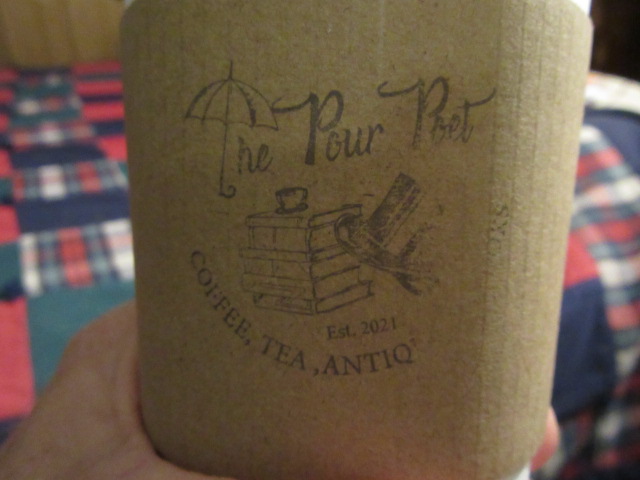 The Pour Poet
Est. 2021
COFFEE, TEA, ANTIQ